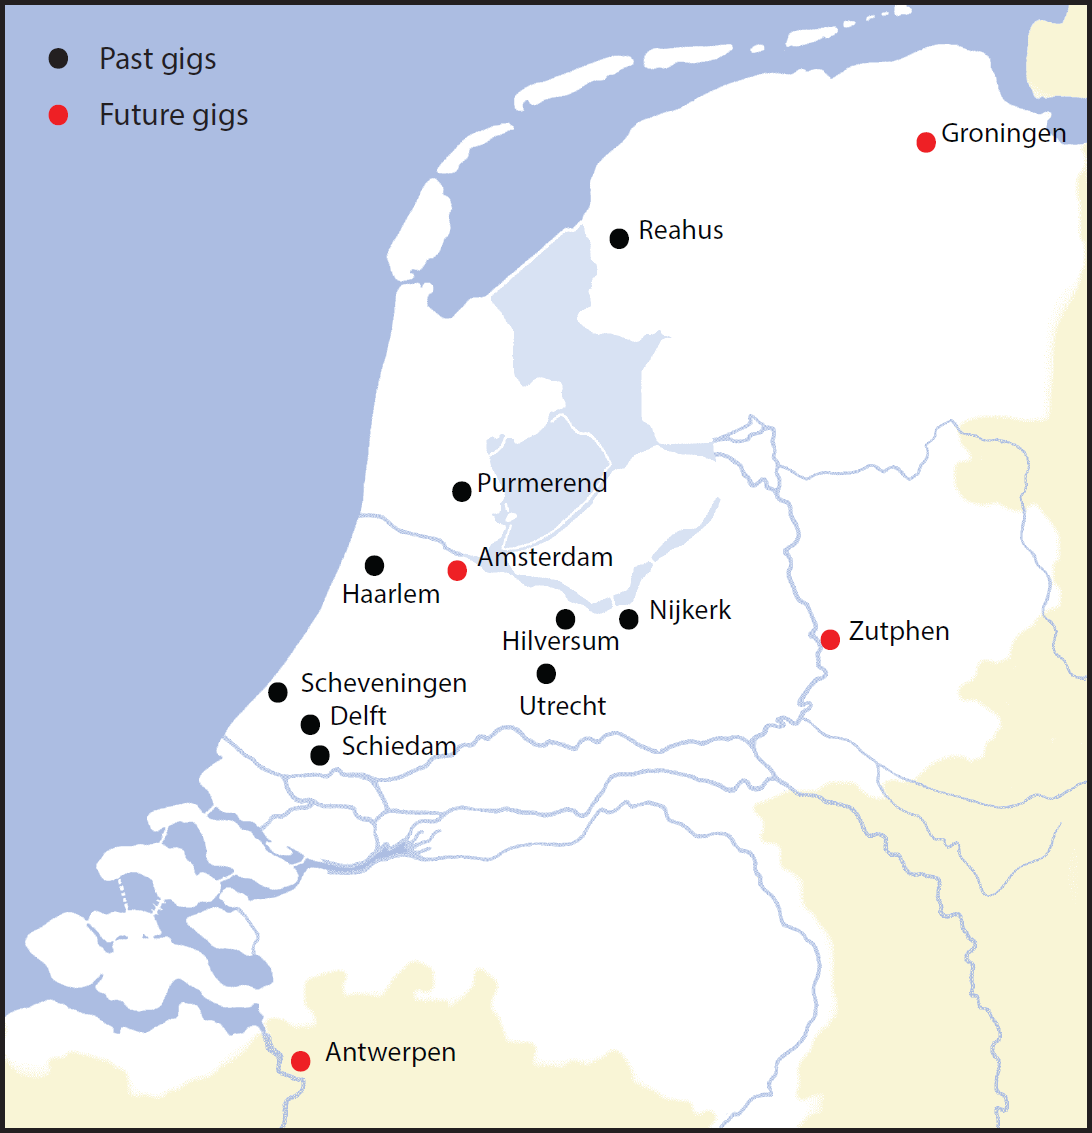 Past gigs
Future gigs
Groningen
Reahus
Purmerend
Amsterdam
Haarlem
Nijkerk
Hilversum
Zutphen
Scheveningen
Utrecht
Delft
Schiedam
Antwerpen